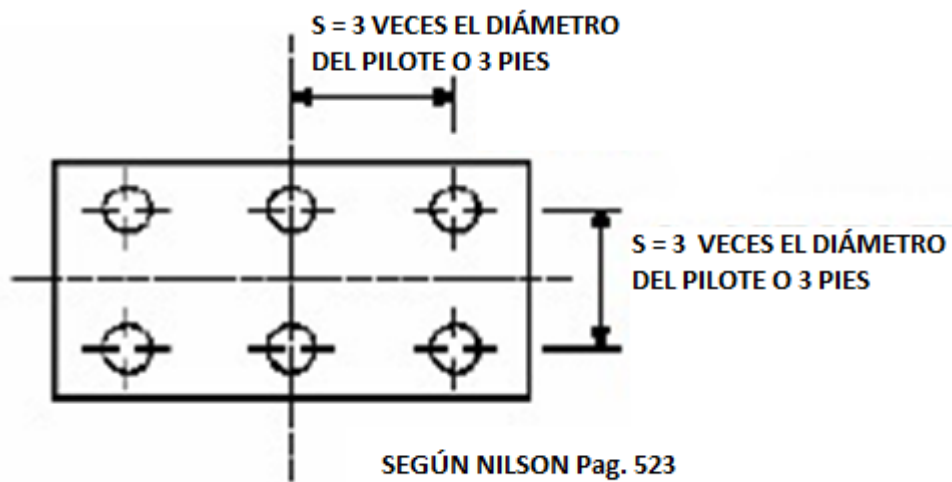 S = 3 VECES EL DIÁMETRO
DEL PILOTE O 3 PIES
S = 3 VECES EL DIÁMETRO
DEL PILOTE O 3 PIES
SEGÚN NILSON Pag. 523